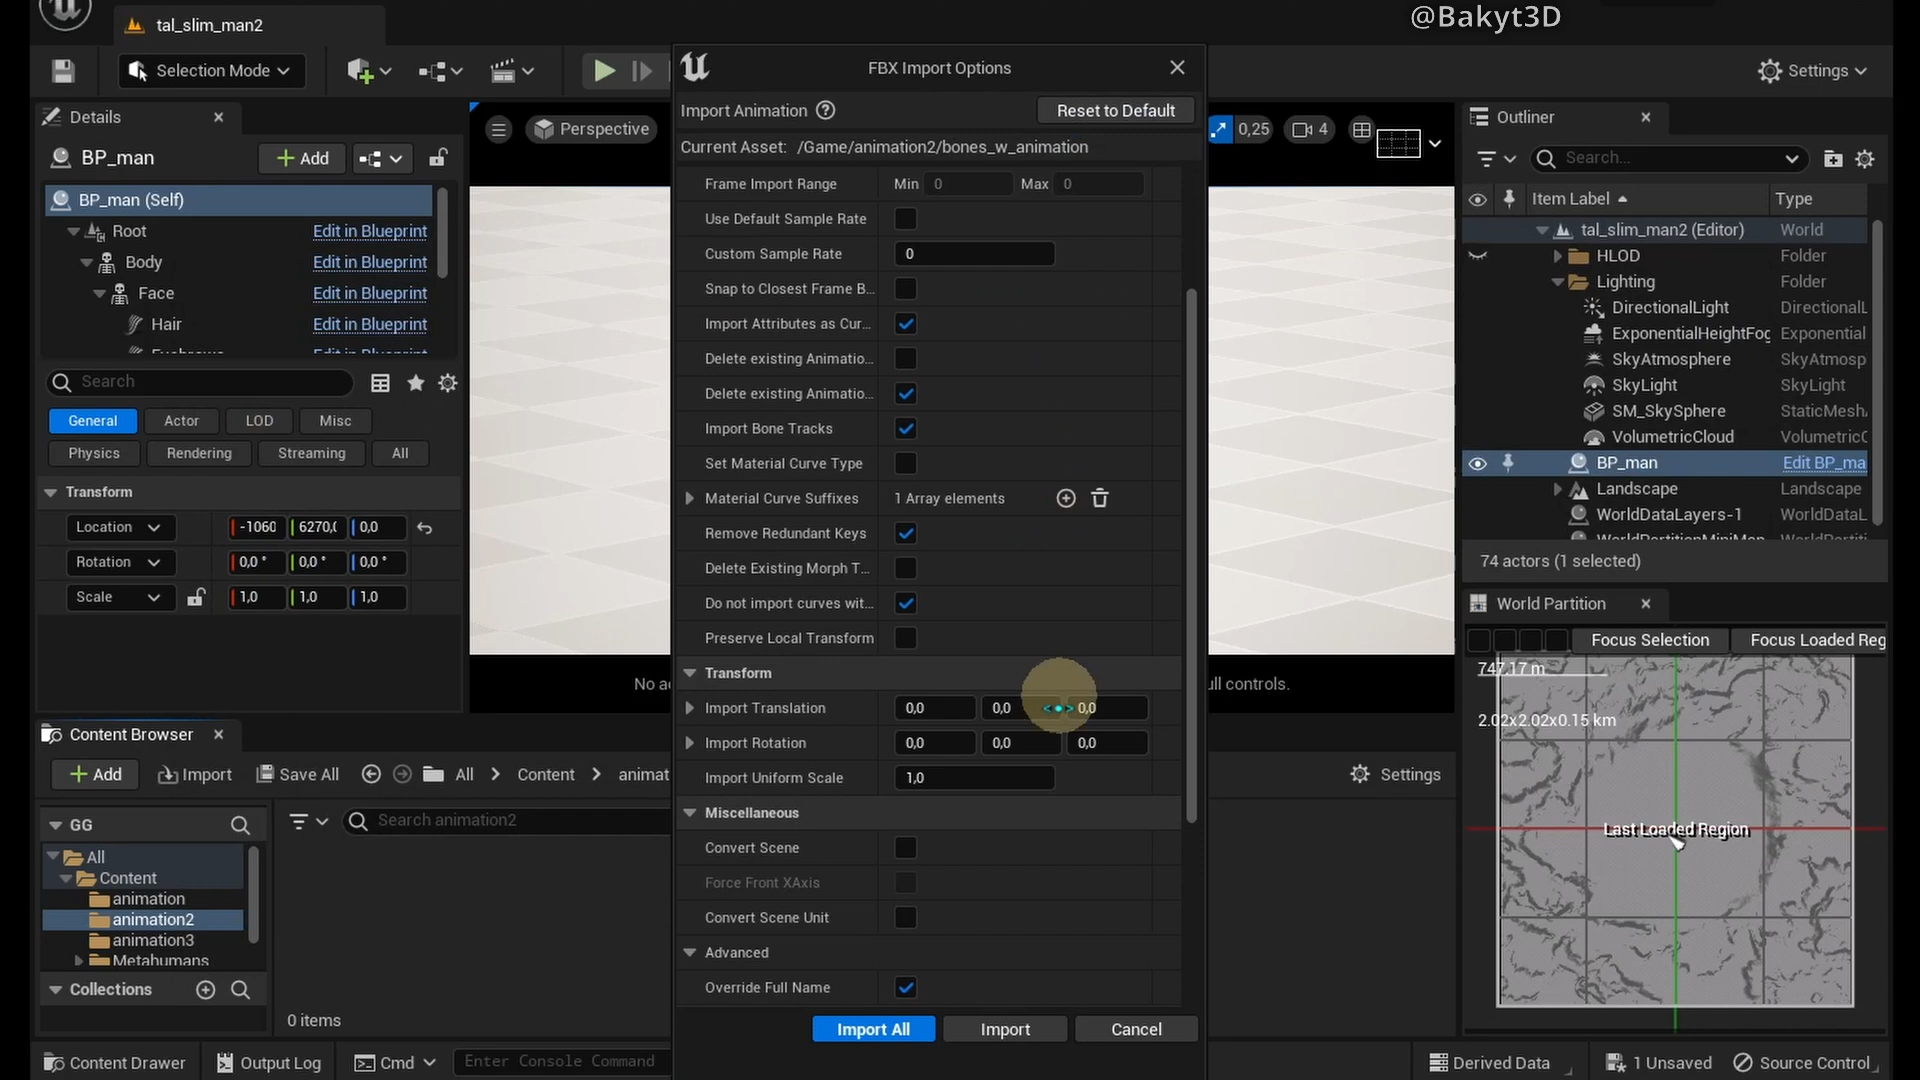 @Bakyt3D
tal_slim_man2
Selection Mode
Settings
FBX Import Options
Import Animation
Reset to Default
Current Asset: /Game/animation2/bones_w_animation
Frame Import Range Min 0 Max 0
Use Default Sample Rate
Custom Sample Rate 0
Snap to Closest Frame B...
Import Attributes as Cur...
Delete existing Animatio...
Delete existing Animatio...
Import Bone Tracks
Set Material Curve Type
Material Curve Suffixes 1 Array elements
Remove Redundant Keys
Delete Existing Morph T...
Do not import curves wit...
Preserve Local Transform
Transform
Import Translation 0,0 0,0 0,0
Import Rotation 0,0 0,0 0,0
Import Uniform Scale 1,0
Miscellaneous
Convert Scene
Force Front XAxis
Convert Scene Unit
Advanced
Override Full Name
Import All Import Cancel
Details
BP_man
Add
BP_man (Self)
Root Edit in Blueprint
Body Edit in Blueprint
Face Edit in Blueprint
Hair Edit in Blueprint
Search
General Actor LOD Misc
Physics Rendering Streaming All
Transform
Location -1060 6270,( 0,0
Rotation 0,0 ° 0,0 ° 0,0 °
Scale 1,0 1,0 1,0
Perspective
0,25 4
No a
ull controls.
Outliner
Search...
Item Label Type
tal_slim_man2 (Editor) World
HLOD Folder
Lighting Folder
DirectionalLight DirectionalL
ExponentialHeightFog Exponential
SkyAtmosphere SkyAtmosp
SkyLight SkyLight
SM_SkySphere StaticMesh
VolumetricCloud VolumetricC
BP_man Edit BP_ma
Landscape Landscape
WorldDataLayers-1 WorldDataL
74 actors (1 selected)
World Partition
Focus Selection Focus Loaded Reg
747.17 m
2.02x2.02x0.15 km
Last Loaded Region
Content Browser
Add Import Save All All Content animat
Settings
GG
Search animation2
All
Content
animation
animation2
animation3
Metahumans
Collections
0 items
Content Drawer Output Log Cmd Enter Console Command
Derived Data 1 Unsaved Source Control